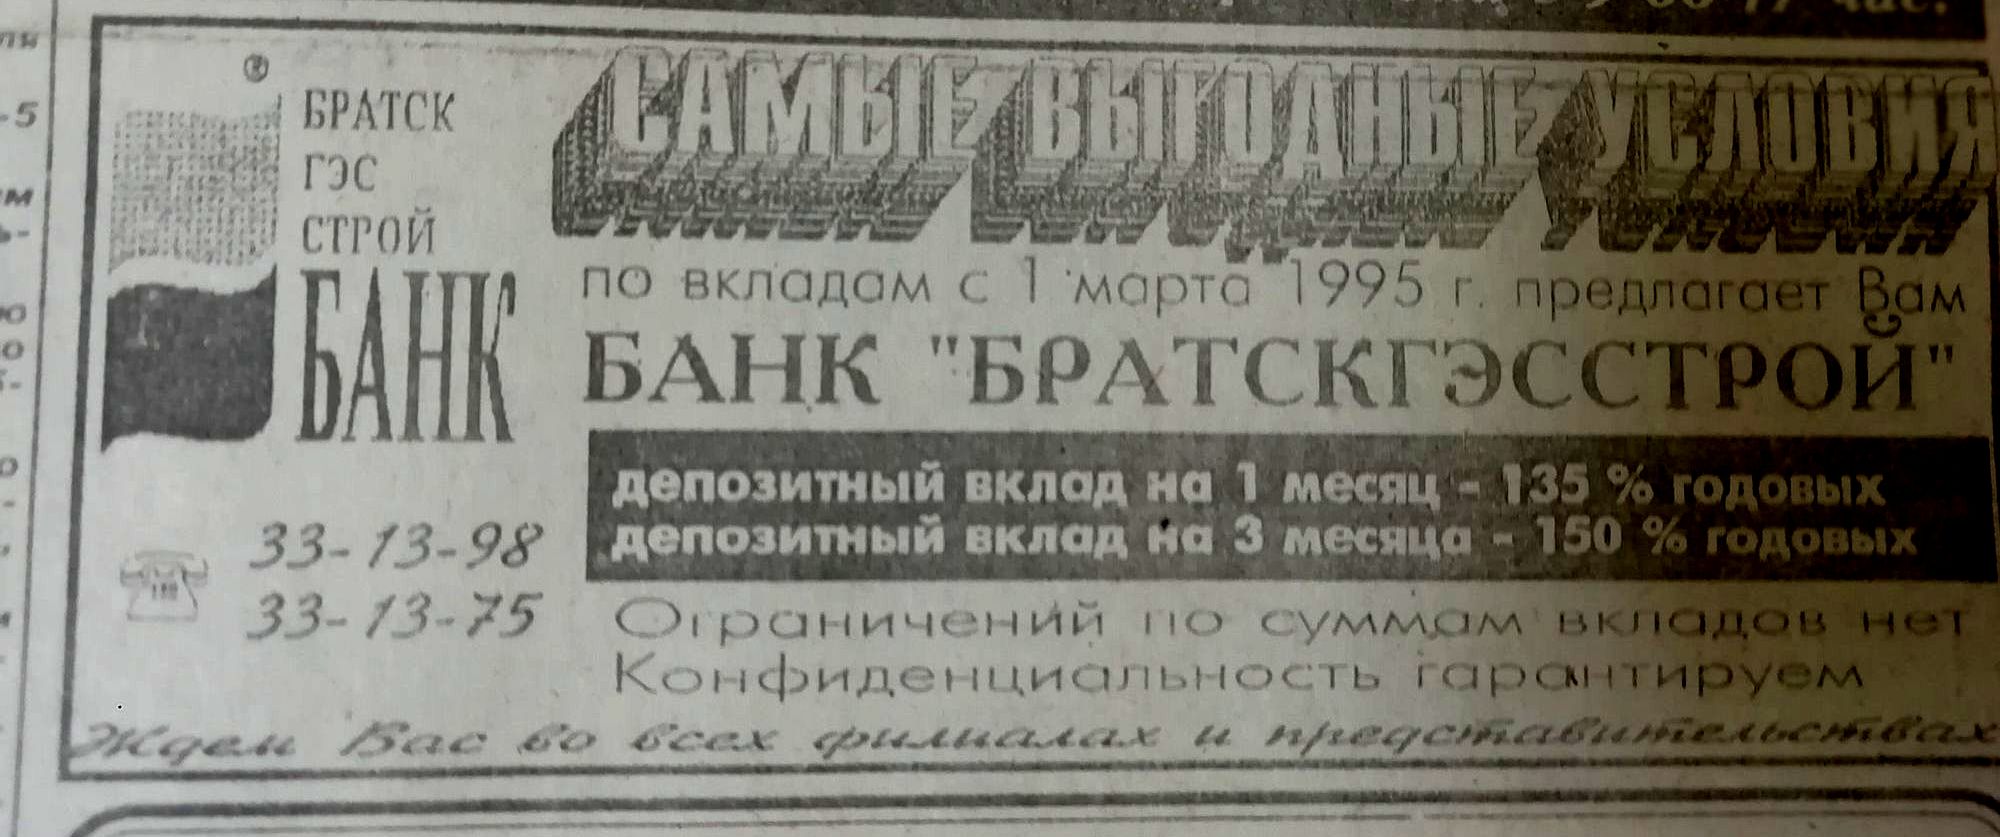 ®
БРАТСК
ГЭС
СТРОЙ
БАНК
33-13-98
33-13-75
САМЫЕ ВЫГОДНЫЕ УСЛОВИЯ
по вкладам с 1 марта 1995 г. предлагает Вам
БАНК "БРАТСКГЭССТРОЙ"
депозитный вклад на 1 месяц - 135 % годовых
депозитный вклад на 3 месяца - 150 % годовых
Ограничений по суммам вкладов нет
Конфиденциальность гарантируем
Ждем Вас во всех филиалах и представительствах